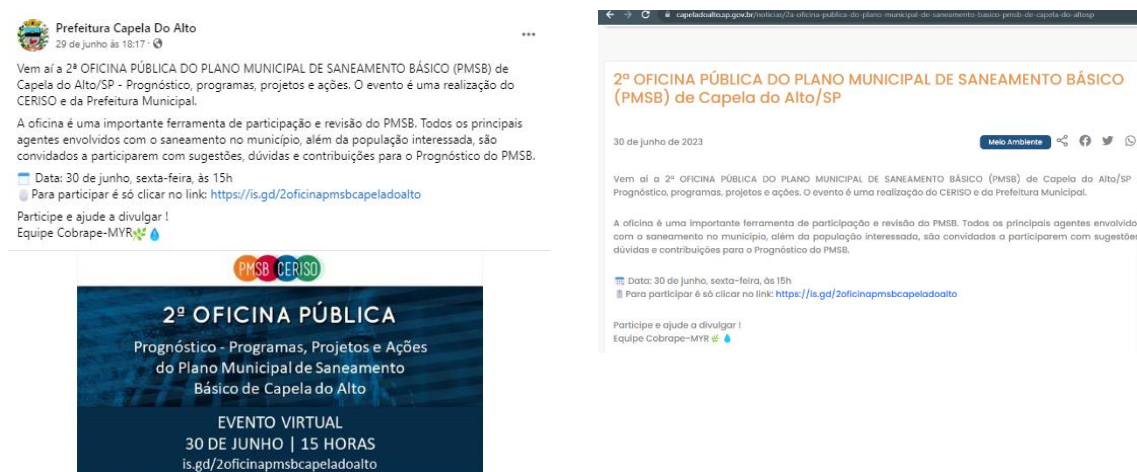 Prefeitura Capela Do Alto
29 de junho às 18:17 ·
Vem aí a 2ª OFICINA PÚBLICA DO PLANO MUNICIPAL DE SANEAMENTO BÁSICO (PMSB) de
Capela do Alto/SP - Prognóstico, programas, projetos e ações. O evento é uma realização do
CERISO e da Prefeitura Municipal.
A oficina é uma importante ferramenta de participação e revisão do PMSB. Todos os principais
agentes envolvidos com o saneamento no município, além da população interessada, são
convidados a participarem com sugestões, dúvidas e contribuições para o Prognóstico do PMSB.
Data: 30 de junho, sexta-feira, às 15h
Para participar é só clicar no link: https://is.gd/2oficinapmsbcapeladoalto
Participe e ajude a divulgar !
Equipe Cobrape-MYR
PMSB CERISO
2ª OFICINA PÚBLICA
Prognóstico - Programas, Projetos e Ações
do Plano Municipal de Saneamento
Básico de Capela do Alto
EVENTO VIRTUAL
30 DE JUNHO | 15 HORAS
is.gd/2oficinapmsbcapeladoalto
capeladoalto.sp.gov.br/noticias/2a-oficina-publica-do-plano-municipal-de-saneamento-basico-pmsb-de-capela-do-altosp
2ª OFICINA PÚBLICA DO PLANO MUNICIPAL DE SANEAMENTO BÁSICO
(PMSB) de Capela do Alto/SP
30 de junho de 2023
Meio Ambiente
Vem aí a 2ª OFICINA PÚBLICA DO PLANO MUNICIPAL DE SANEAMENTO BÁSICO (PMSB) de Capela do Alto/SP
Prognóstico, programas, projetos e ações. O evento é uma realização do CERISO e da Prefeitura Municipal.
A oficina é uma importante ferramenta de participação e revisão do PMSB. Todos os principais agentes envolvido
com o saneamento no município, além da população interessada, são convidados a participarem com sugestões
dúvidas e contribuições para o Prognóstico do PMSB.
Data: 30 de junho, sexta-feira, às 15h
Para participar é só clicar no link: https://is.gd/2oficinapmsbcapeladoalto
Participe e ajude a divulgar !
Equipe Cobrape-MYR